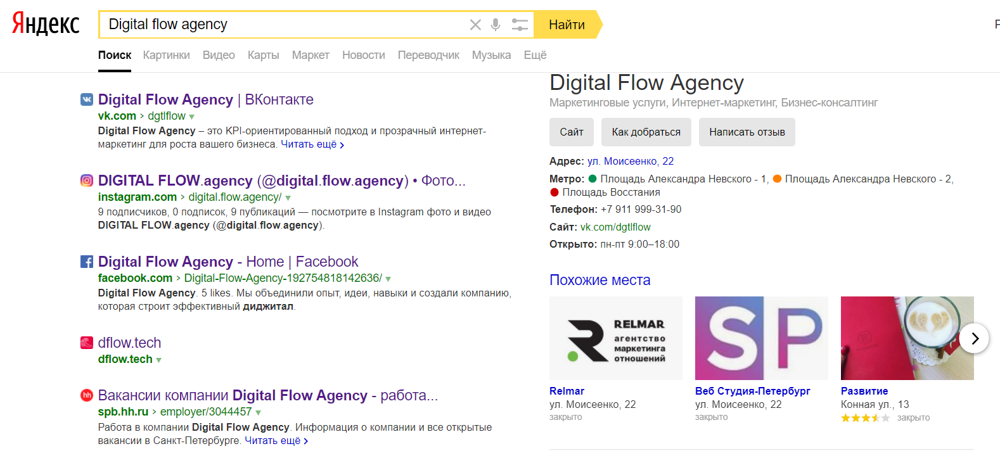 Яндекс
Digital flow agency
Найти
Поиск Картинки Видео Карты Маркет Новости Переводчик Музыка Ещё
Digital Flow Agency | ВКонтакте
vk.com › dgtlflow
Digital Flow Agency – это KPI-ориентированный подход и прозрачный интернет-
маркетинг для роста вашего бизнеса. Читать ещё ›
DIGITAL FLOW.agency (@digital.flow.agency) • Фото...
instagram.com › digital.flow.agency/
9 подписчиков, 0 подписок, 9 публикаций — посмотрите в Instagram фото и видео
DIGITAL FLOW.agency (@digital.flow.agency).
Digital Flow Agency - Home | Facebook
facebook.com › Digital-Flow-Agency-192754818142636/
Digital Flow Agency. 5 likes. Мы объединили опыт, идеи, навыки и создали компанию,
которая строит эффективный диджитал.
dflow.tech
dflow.tech
hh
Вакансии компании Digital Flow Agency - работа...
spb.hh.ru › employer/3044457
Работа в компании Digital Flow Agency. Информация о компании и все открытые
вакансии в Санкт-Петербурге. Читать ещё ›
Digital Flow Agency
Маркетинговые услуги, Интернет-маркетинг, Бизнес-консалтинг
Сайт Как добраться Написать отзыв
Адрес: ул. Моисеенко, 22
Метро: Площадь Александра Невского - 1, Площадь Александра Невского - 2,
Площадь Восстания
Телефон: +7 911 999-31-90
Сайт: vk.com/dgtlflow
Открыто: пн-пт 9:00–18:00
Похожие места
RELMAR
агентство
маркетинга
отношений
SP
Relmar
ул. Моисеенко, 22
закрыто
Веб Студия-Петербург
ул. Моисеенко, 22
закрыто
Развитие
Конная ул., 13
закрыто